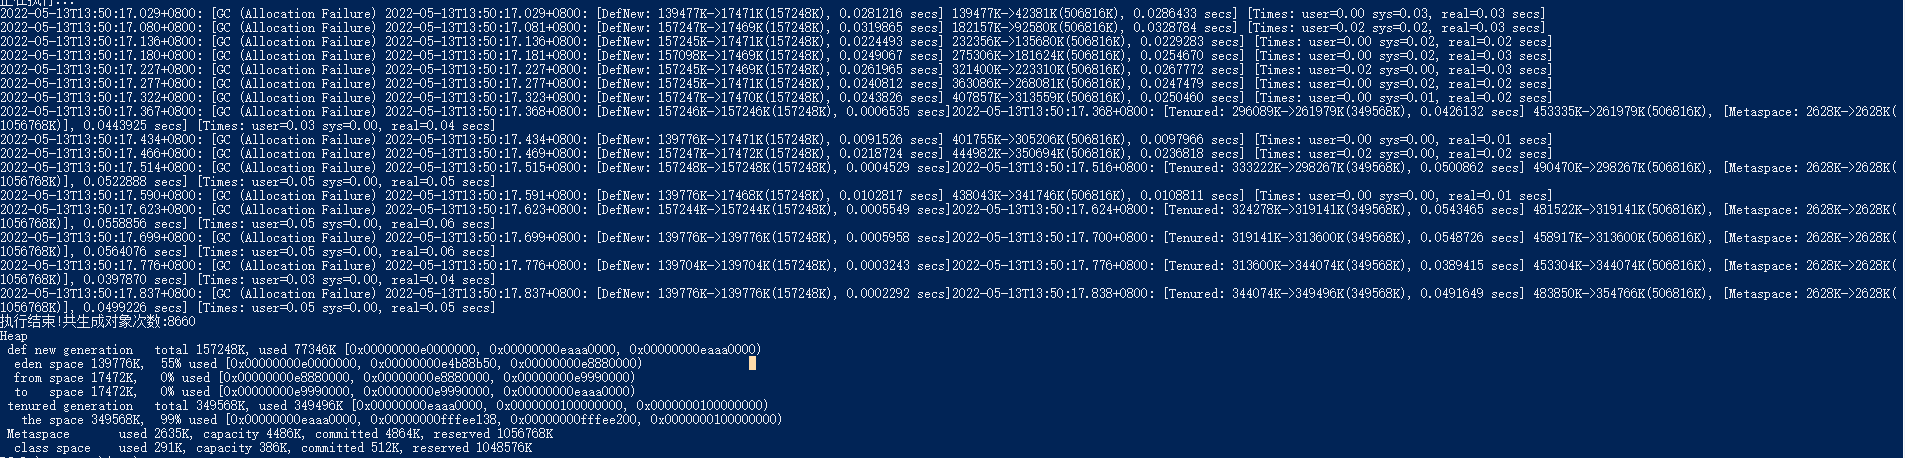 正在执行...
2022-05-13T13:50:17.029+0800: [GC (Allocation Failure) 2022-05-13T13:50:17.029+0800: [DefNew: 139477K->17471K(157248K), 0.0281216 secs] 139477K->42381K(506816K), 0.0286433 secs] [Times: user=0.00 sys=0.03, real=0.03 secs]
2022-05-13T13:50:17.080+0800: [GC (Allocation Failure) 2022-05-13T13:50:17.081+0800: [DefNew: 157245K->17469K(157248K), 0.0319865 secs] 182157K->92580K(506816K), 0.0328784 secs] [Times: user=0.02 sys=0.02, real=0.03 secs]
2022-05-13T13:50:17.136+0800: [GC (Allocation Failure) 2022-05-13T13:50:17.136+0800: [DefNew: 157245K->17471K(157248K), 0.0224493 secs] 232356K->135680K(506816K), 0.0229283 secs] [Times: user=0.00 sys=0.02, real=0.02 secs]
2022-05-13T13:50:17.180+0800: [GC (Allocation Failure) 2022-05-13T13:50:17.181+0800: [DefNew: 157098K->17469K(157248K), 0.0249067 secs] 275306K->181624K(506816K), 0.0254670 secs] [Times: user=0.00 sys=0.02, real=0.03 secs]
2022-05-13T13:50:17.227+0800: [GC (Allocation Failure) 2022-05-13T13:50:17.227+0800: [DefNew: 157245K->17469K(157248K), 0.0261965 secs] 321400K->223310K(506816K), 0.0267772 secs] [Times: user=0.02 sys=0.00, real=0.03 secs]
2022-05-13T13:50:17.277+0800: [GC (Allocation Failure) 2022-05-13T13:50:17.277+0800: [DefNew: 157245K->17471K(157248K), 0.0240812 secs] 363086K->268081K(506816K), 0.0247479 secs] [Times: user=0.00 sys=0.02, real=0.03 secs]
2022-05-13T13:50:17.322+0800: [GC (Allocation Failure) 2022-05-13T13:50:17.323+0800: [DefNew: 157247K->17470K(157248K), 0.0243826 secs] 407857K->313559K(506816K), 0.0250460 secs] [Times: user=0.00 sys=0.01, real=0.02 secs]
2022-05-13T13:50:17.367+0800: [GC (Allocation Failure) 2022-05-13T13:50:17.368+0800: [DefNew: 157246K->157246K(157248K), 0.0006535 secs]2022-05-13T13:50:17.368+0800: [Tenured: 296089K->261979K(349568K), 0.0426132 secs] 453335K->261979K(506816K), [Metaspace: 2628K->2628K(
1056768K)], 0.0443925 secs] [Times: user=0.03 sys=0.00, real=0.04 secs]
2022-05-13T13:50:17.434+0800: [GC (Allocation Failure) 2022-05-13T13:50:17.434+0800: [DefNew: 139776K->17471K(157248K), 0.0091526 secs] 401755K->305206K(506816K), 0.0097966 secs] [Times: user=0.00 sys=0.00, real=0.01 secs]
2022-05-13T13:50:17.466+0800: [GC (Allocation Failure) 2022-05-13T13:50:17.469+0800: [DefNew: 157247K->17472K(157248K), 0.0218724 secs] 444982K->350694K(506816K), 0.0236818 secs] [Times: user=0.02 sys=0.00, real=0.02 secs]
2022-05-13T13:50:17.514+0800: [GC (Allocation Failure) 2022-05-13T13:50:17.515+0800: [DefNew: 157248K->157248K(157248K), 0.0004529 secs]2022-05-13T13:50:17.516+0800: [Tenured: 333222K->298267K(349568K), 0.0500862 secs] 490470K->298267K(506816K), [Metaspace: 2628K->2628K(
1056768K)], 0.0522888 secs] [Times: user=0.05 sys=0.00, real=0.05 secs]
2022-05-13T13:50:17.590+0800: [GC (Allocation Failure) 2022-05-13T13:50:17.591+0800: [DefNew: 139776K->17468K(157248K), 0.0102817 secs] 438043K->341746K(506816K), 0.0108811 secs] [Times: user=0.00 sys=0.00, real=0.01 secs]
2022-05-13T13:50:17.623+0800: [GC (Allocation Failure) 2022-05-13T13:50:17.623+0800: [DefNew: 157244K->157244K(157248K), 0.0005549 secs]2022-05-13T13:50:17.624+0800: [Tenured: 324278K->319141K(349568K), 0.0543465 secs] 481522K->319141K(506816K), [Metaspace: 2628K->2628K(
1056768K)], 0.0558856 secs] [Times: user=0.05 sys=0.00, real=0.06 secs]
2022-05-13T13:50:17.699+0800: [GC (Allocation Failure) 2022-05-13T13:50:17.699+0800: [DefNew: 139776K->139776K(157248K), 0.0005958 secs]2022-05-13T13:50:17.700+0800: [Tenured: 319141K->313600K(349568K), 0.0548726 secs] 458917K->313600K(506816K), [Metaspace: 2628K->2628K(
1056768K)], 0.0564076 secs] [Times: user=0.05 sys=0.00, real=0.06 secs]
2022-05-13T13:50:17.776+0800: [GC (Allocation Failure) 2022-05-13T13:50:17.776+0800: [DefNew: 139704K->139704K(157248K), 0.0003243 secs]2022-05-13T13:50:17.776+0800: [Tenured: 313600K->344074K(349568K), 0.0389415 secs] 453304K->344074K(506816K), [Metaspace: 2628K->2628K(
1056768K)], 0.0397870 secs] [Times: user=0.03 sys=0.00, real=0.04 secs]
2022-05-13T13:50:17.837+0800: [GC (Allocation Failure) 2022-05-13T13:50:17.837+0800: [DefNew: 139776K->139776K(157248K), 0.0002292 secs]2022-05-13T13:50:17.838+0800: [Tenured: 344074K->349496K(349568K), 0.0491649 secs] 483850K->354766K(506816K), [Metaspace: 2628K->2628K(
1056768K)], 0.0499226 secs] [Times: user=0.05 sys=0.00, real=0.05 secs]
执行结束!共生成对象次数:8660
Heap
 def new generation   total 157248K, used 77346K [0x00000000e0000000, 0x00000000eaaa0000, 0x00000000eaaa0000)
  eden space 139776K,  55% used [0x00000000e0000000, 0x00000000e4b88b50, 0x00000000e8880000)
  from space 17472K,   0% used [0x00000000e8880000, 0x00000000e8880000, 0x00000000e9990000)
  to   space 17472K,   0% used [0x00000000e9990000, 0x00000000e9990000, 0x00000000eaaa0000)
 tenured generation   total 349568K, used 349496K [0x00000000eaaa0000, 0x0000000100000000, 0x0000000100000000)
   the space 349568K,  99% used [0x00000000eaaa0000, 0x00000000fffee138, 0x00000000fffee200, 0x0000000100000000)
 Metaspace       used 2635K, capacity 4486K, committed 4864K, reserved 1056768K
  class space    used 291K, capacity 386K, committed 512K, reserved 1048576K